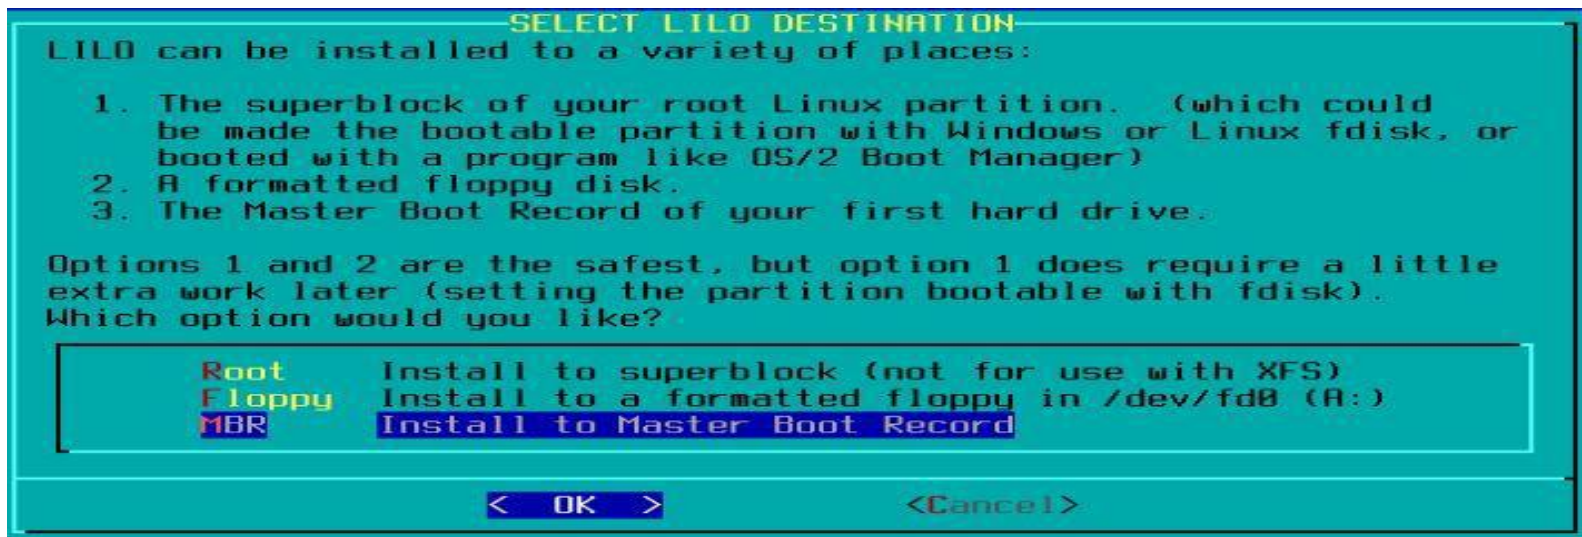 SELECT LILO DESTINATION
LILO can be installed to a variety of places:
1. The superblock of your root Linux partition. (which could
be made the bootable partition with Windows or Linux fdisk, or
booted with a program like OS/2 Boot Manager)
2. A formatted floppy disk.
3. The Master Boot Record of your first hard drive.
Options 1 and 2 are the safest, but option 1 does require a little
extra work later (setting the partition bootable with fdisk).
Which option would you like?
Root Install to superblock (not for use with XFS)
Floppy Install to a formatted floppy in /dev/fd0 (A:)
MBR Install to Master Boot Record
< OK > <Cancel>